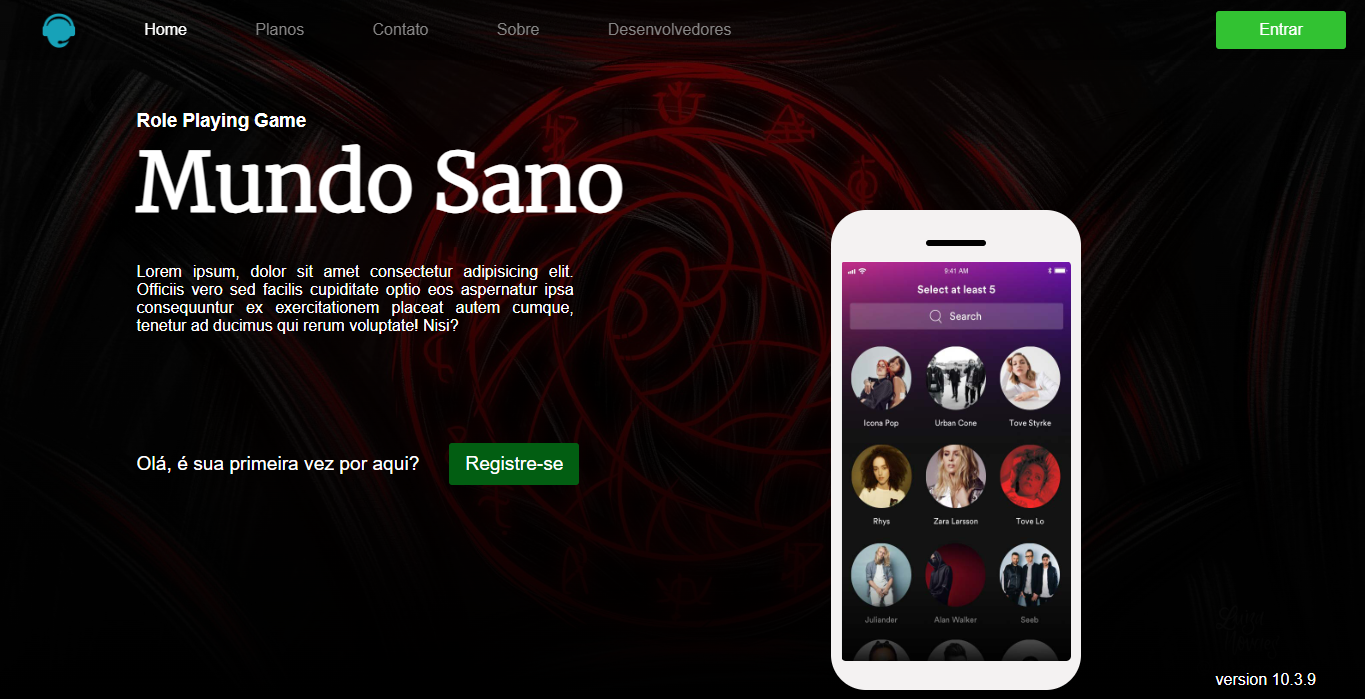 Home Planos Contato Sobre Desenvolvedores Entrar
Role Playing Game
Mundo Sano
Lorem ipsum, dolor sit amet consectetur adipisicing elit.
Officiis vero sed facilis cupiditate optio eos aspernatur ipsa
consequuntur ex exercitationem placeat autem cumque,
tenetur ad ducimus qui rerum voluptate! Nisi?
Olá, é sua primeira vez por aqui? Registre-se
9:41 AM
Select at least 5
Search
Icona Pop Urban Cone Tove Styrke
Rhys Zara Larsson Tove Lo
Juliander Alan Walker Seeb
version 10.3.9